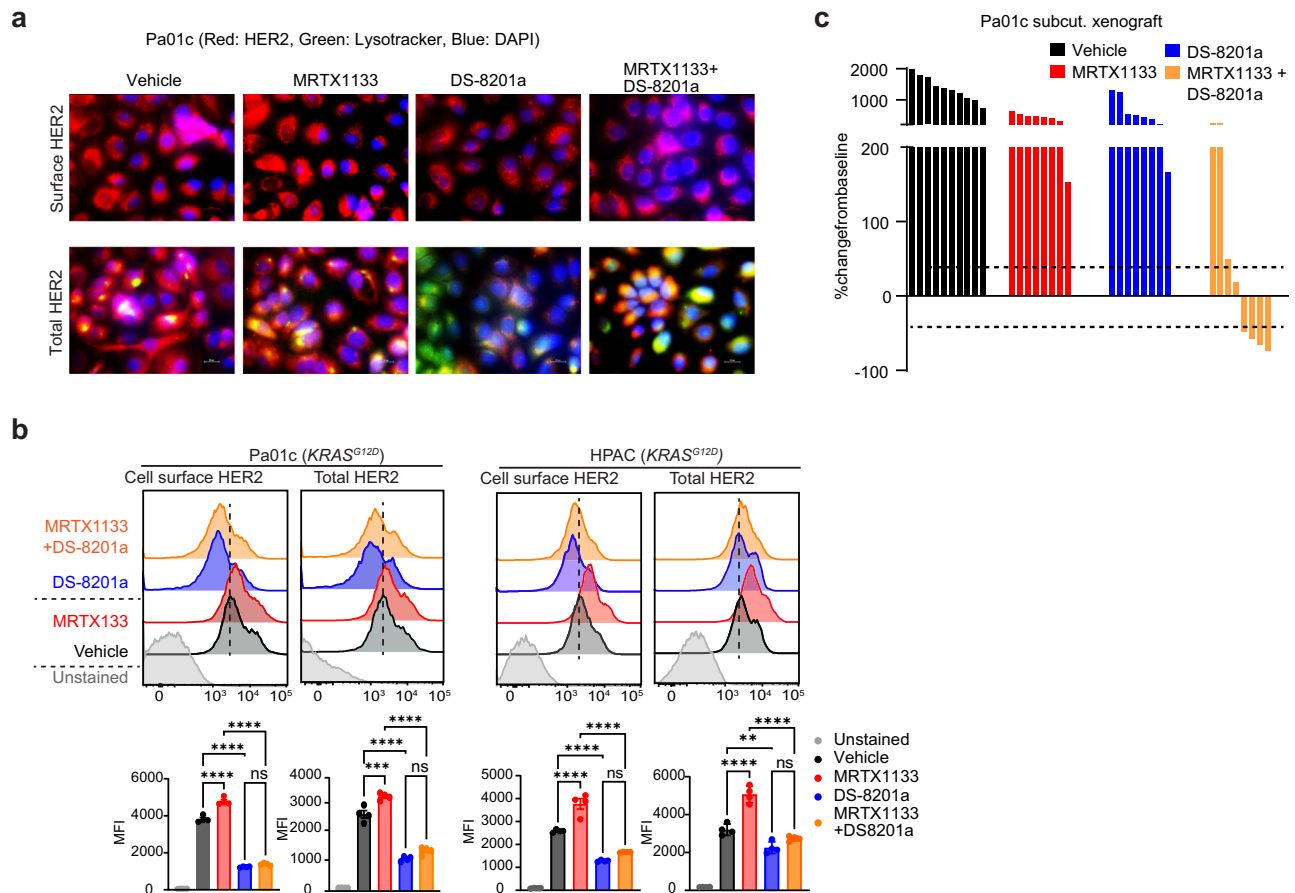 a
Pa01c (Red: HER2, Green: Lysotracker, Blue: DAPI)
Vehicle
MRTX1133
DS-8201a
MRTX1133+
DS-8201a
Surface HER2
Total HER2
c
Pa01c subcut. xenograft
Vehicle
MRTX1133
DS-8201a
MRTX1133 +
DS-8201a
%changefrombaseline
2000
1000
200
100
0
-100
b
Pa01c (KRASG12D)
Cell surface HER2
Total HER2
HPAC (KRASG12D)
Cell surface HER2
Total HER2
MRTX1133
+DS-8201a
DS-8201a
MRTX133
Vehicle
Unstained
0 10³ 10⁴ 10⁵
0 10³ 10⁴ 10⁵
0 10³ 10⁴ 10⁵
0 10³ 10⁴ 10⁵
****
****
**** ns
MFI
6000
4000
2000
0
****
****
*** ns
MFI
4000
3000
2000
1000
0
****
****
**** ns
MFI
5000
4000
3000
2000
1000
0
****
**
**** ns
MFI
6000
4000
2000
0
Unstained
Vehicle
MRTX1133
DS-8201a
MRTX1133
+DS8201a